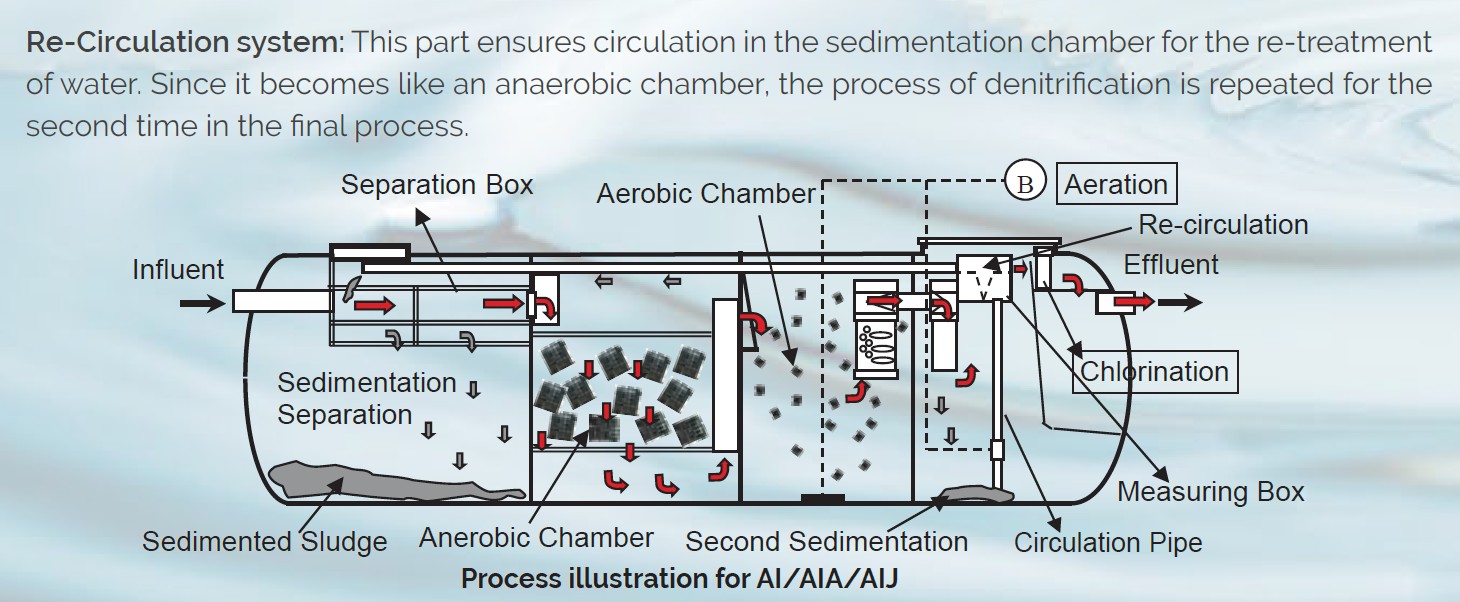 Re-Circulation system: This part ensures circulation in the sedimentation chamber for the re-treatment
of water. Since it becomes like an anaerobic chamber, the process of denitrification is repeated for the
second time in the final process.
Separation Box
Aerobic Chamber
B
Aeration
Re-circulation
Influent
Effluent
Sedimentation
Separation
Chlorination
Measuring Box
Sedimented Sludge
Anerobic Chamber
Second Sedimentation
Circulation Pipe
Process illustration for AI/AIA/AIJ